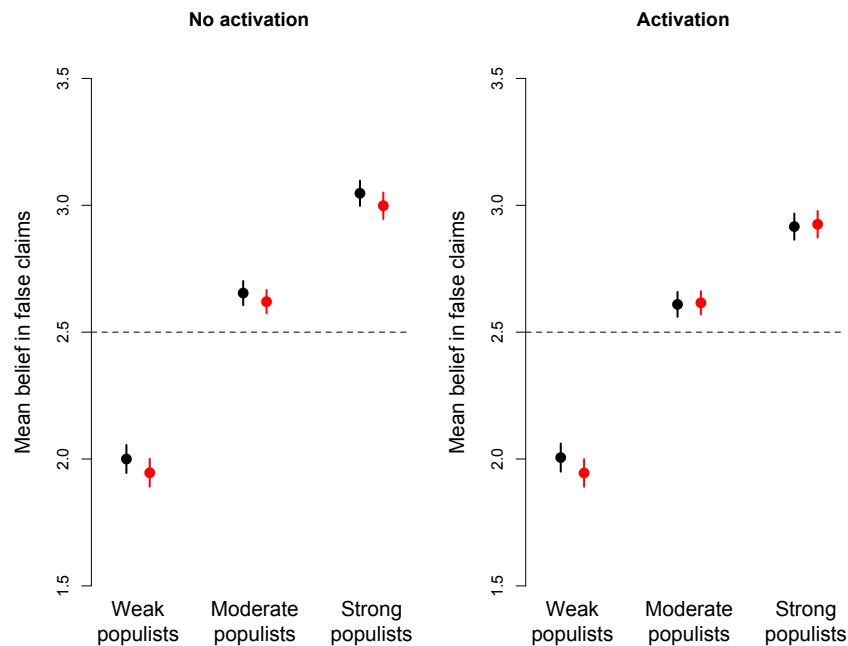 No activation
Mean belief in false claims
3.5
3.0
2.5
2.0
1.5
Weak
populists
Moderate
populists
Strong
populists
Activation
Mean belief in false claims
3.5
3.0
2.5
2.0
1.5
Weak
populists
Moderate
populists
Strong
populists